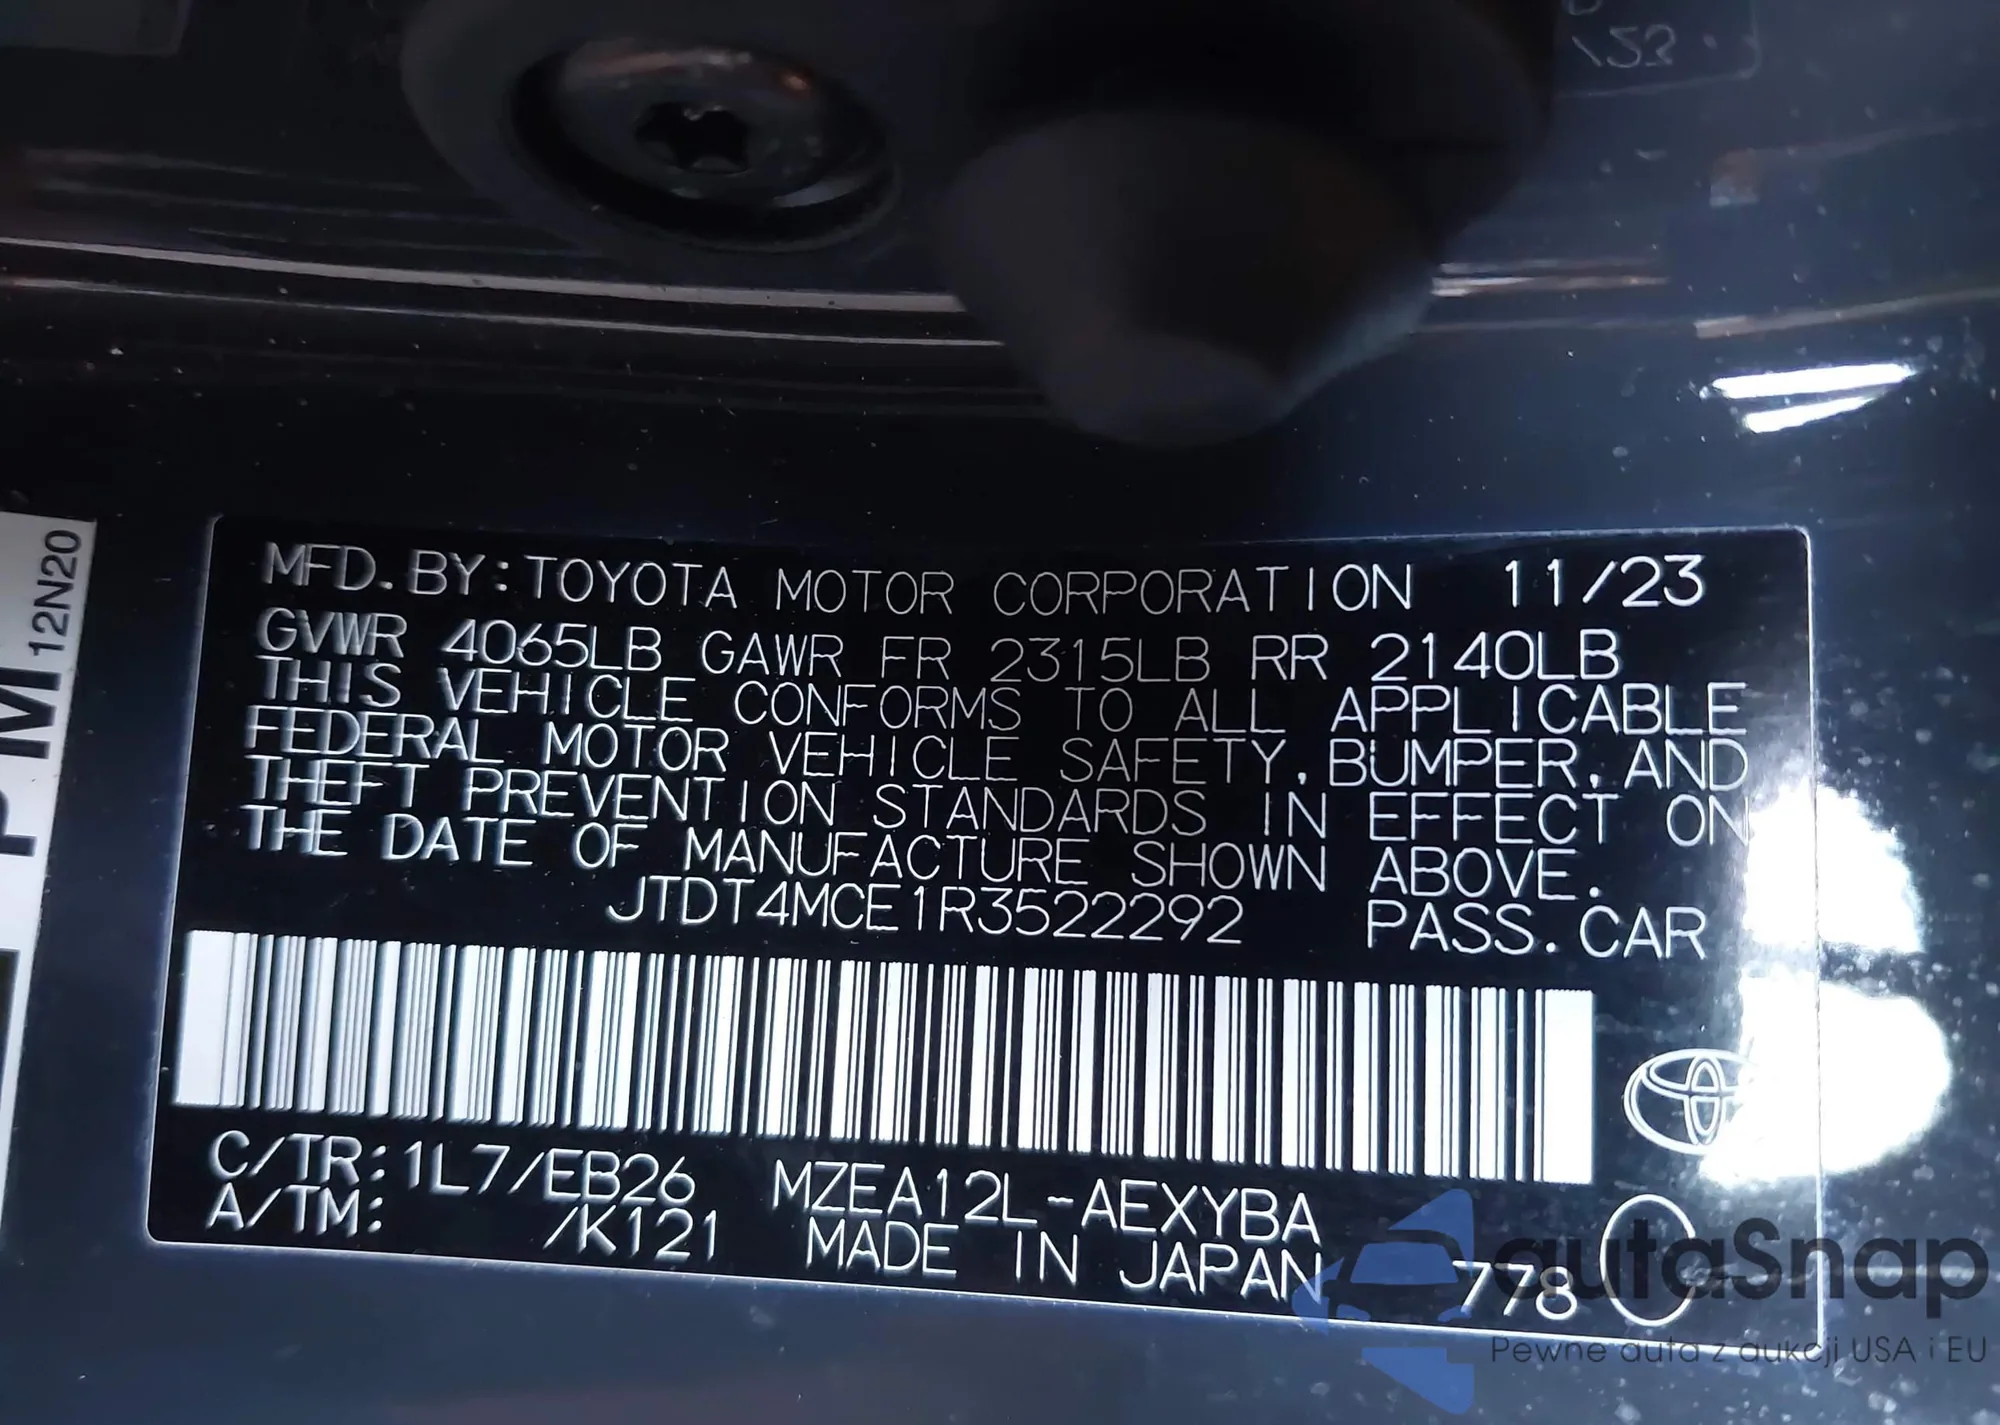 /23
12N20
PM
MFD. BY: TOYOTA MOTOR CORPORATION 11/23
GVWR 4065LB GAWR FR 2315LB RR 2140LB
THIS VEHICLE CONFORMS TO ALL APPLICABLE
FEDERAL MOTOR VEHICLE SAFETY, BUMPER, AND
THEFT PREVENTION STANDARDS IN EFFECT ON
THE DATE OF MANUFACTURE SHOWN ABOVE.
JTDT4MCE1R3522292 PASS. CAR
C/TR: 1L7/EB26 MZEA12L-AEXYBA
A/TM: /K121 MADE IN JAPAN 778
autaSnap
Pewne auta z aukcji USA i EU